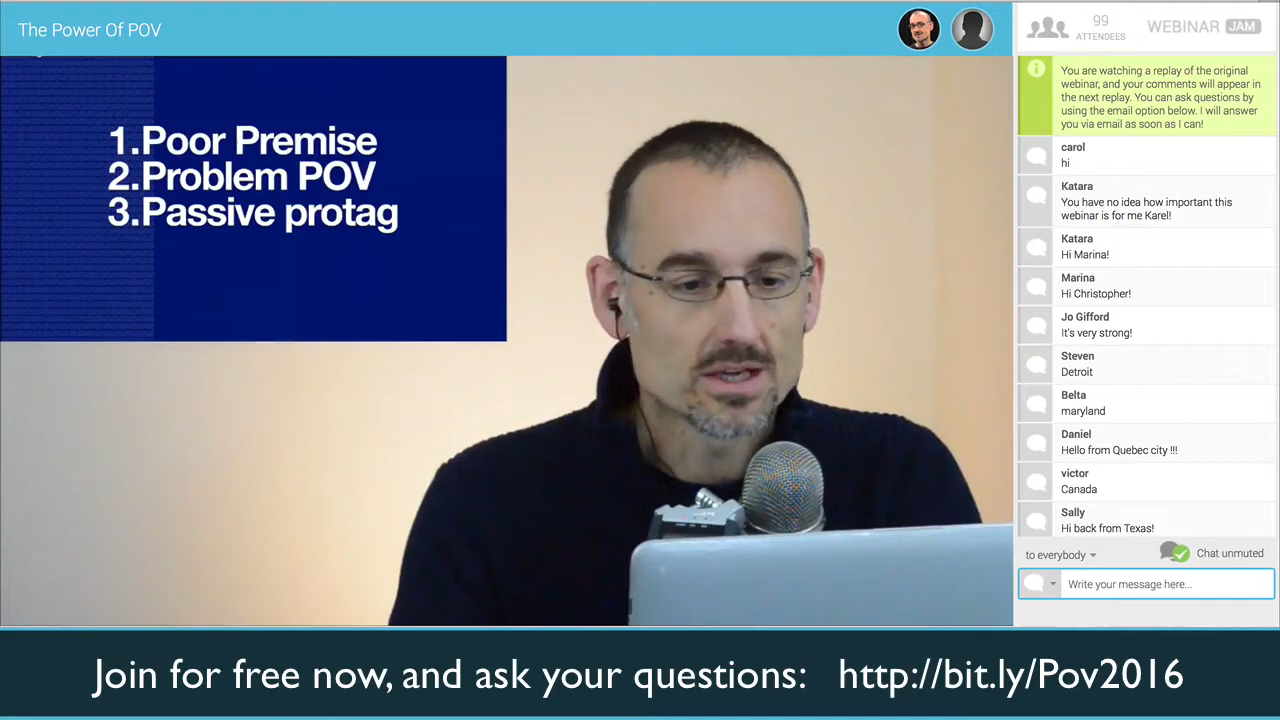 The Power Of POV
99
ATTENDEES
WEBINAR JAM
1.Poor Premise
2.Problem POV
3.Passive protag
You are watching a replay of the original
webinar, and your comments will appear in
the next replay. You can ask questions by
using the email option below. I will answer
you via email as soon as I can!
carol
hi
Katara
You have no idea how important this
webinar is for me Karel!
Katara
Hi Marina!
Marina
Hi Christopher!
Jo Gifford
It's very strong!
Steven
Detroit
Belta
maryland
Daniel
Hello from Quebec city !!!
victor
Canada
Sally
Hi back from Texas!
to everybody
Chat unmuted
Write your message here...
Join for free now, and ask your questions: http://bit.ly/Pov2016